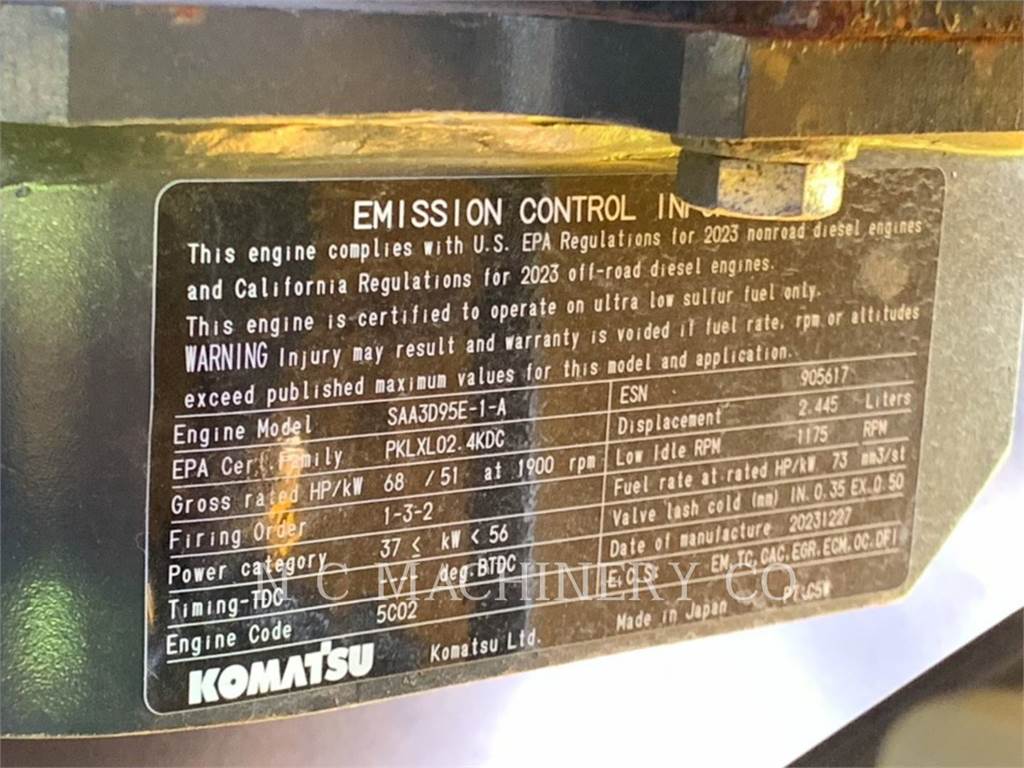 EMISSION CONTROL
This engine complies with U.S. EPA Regulations for 2023 nonroad diesel engines
and California Regulations for 2023 off-road diesel engines.
This engine is certified to operate on ultra low sulfur fuel only.
WARNING Injury may result and warranty is voided if fuel rate, rpm or altitudes
exceed published maximum values for this model and application.
Engine Model SAA3D95E-1-A
EPA Cert Family PKLXL02.4KDC
Gross rated HP/kW 68 / 51 at 1900 rpm
Firing Order 1-3-2
Power category 37 ≤ kW < 56
Timing-TDC deg.BTDC
Engine Code 5C02
ESN 905617
Displacement 2.445 Liters
Low Idle RPM 1175 RPM
Fuel rate at rated HP/kW 73 mm3/st
Valve lash cold (mm) IN.0.35 EX.0.50
Date of manufacture 20231227
E.C.S: EM,TC,CAC,EGR,ECM,OC,DFI
KOMATSU Komatsu Ltd. Made in Japan
N C MACHINERY CO